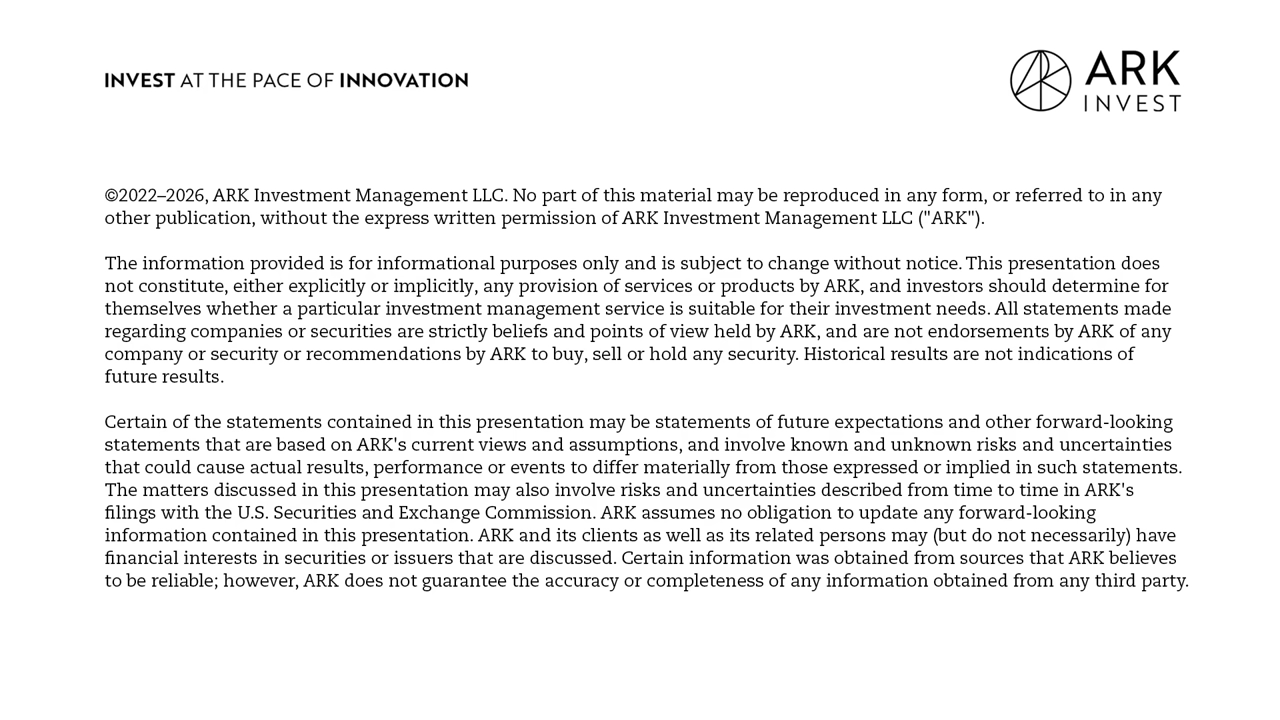 INVEST AT THE PACE OF INNOVATION
ARK
INVEST
©2022–2026, ARK Investment Management LLC. No part of this material may be reproduced in any form, or referred to in any
other publication, without the express written permission of ARK Investment Management LLC ("ARK").
The information provided is for informational purposes only and is subject to change without notice. This presentation does
not constitute, either explicitly or implicitly, any provision of services or products by ARK, and investors should determine for
themselves whether a particular investment management service is suitable for their investment needs. All statements made
regarding companies or securities are strictly beliefs and points of view held by ARK, and are not endorsements by ARK of any
company or security or recommendations by ARK to buy, sell or hold any security. Historical results are not indications of
future results.
Certain of the statements contained in this presentation may be statements of future expectations and other forward-looking
statements that are based on ARK's current views and assumptions, and involve known and unknown risks and uncertainties
that could cause actual results, performance or events to differ materially from those expressed or implied in such statements.
The matters discussed in this presentation may also involve risks and uncertainties described from time to time in ARK's
filings with the U.S. Securities and Exchange Commission. ARK assumes no obligation to update any forward-looking
information contained in this presentation. ARK and its clients as well as its related persons may (but do not necessarily) have
financial interests in securities or issuers that are discussed. Certain information was obtained from sources that ARK believes
to be reliable; however, ARK does not guarantee the accuracy or completeness of any information obtained from any third party.